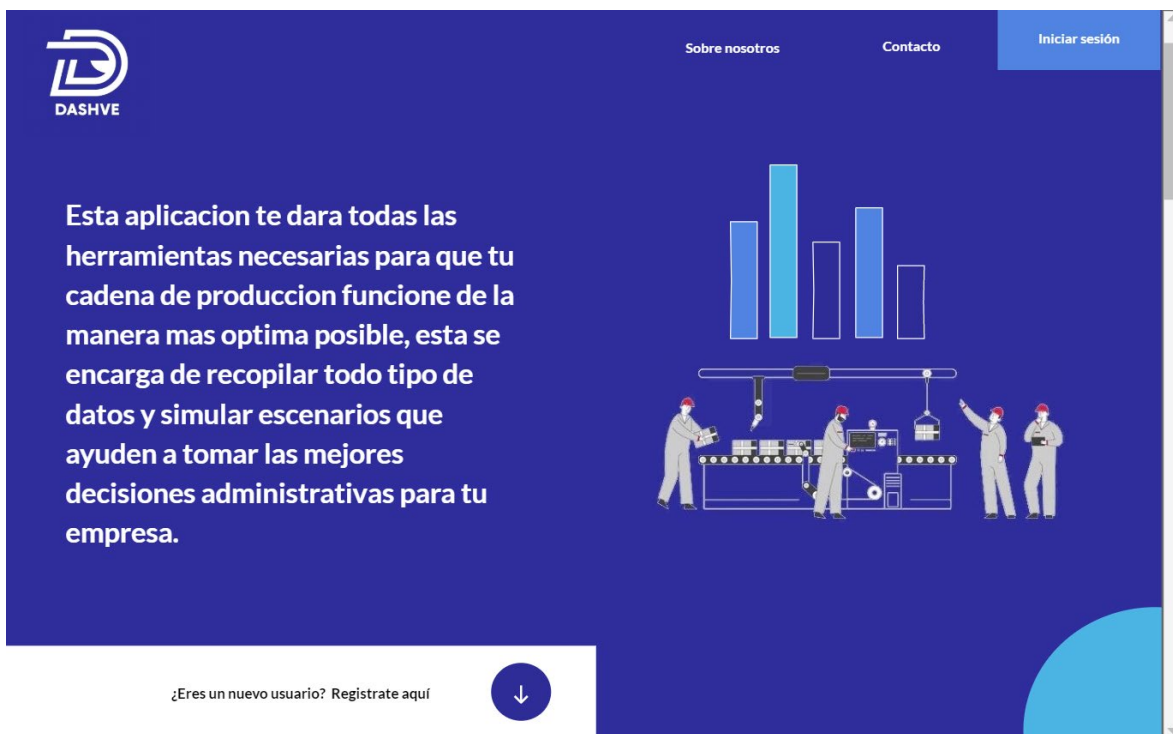 DASHVE
Sobre nosotros
Contacto
Iniciar sesión
Esta aplicacion te dara todas las
herramientas necesarias para que tu
cadena de produccion funcione de la
manera mas optima posible, esta se
encarga de recopilar todo tipo de
datos y simular escenarios que
ayuden a tomar las mejores
decisiones administrativas para tu
empresa.
¿Eres un nuevo usuario? Registrate aquí